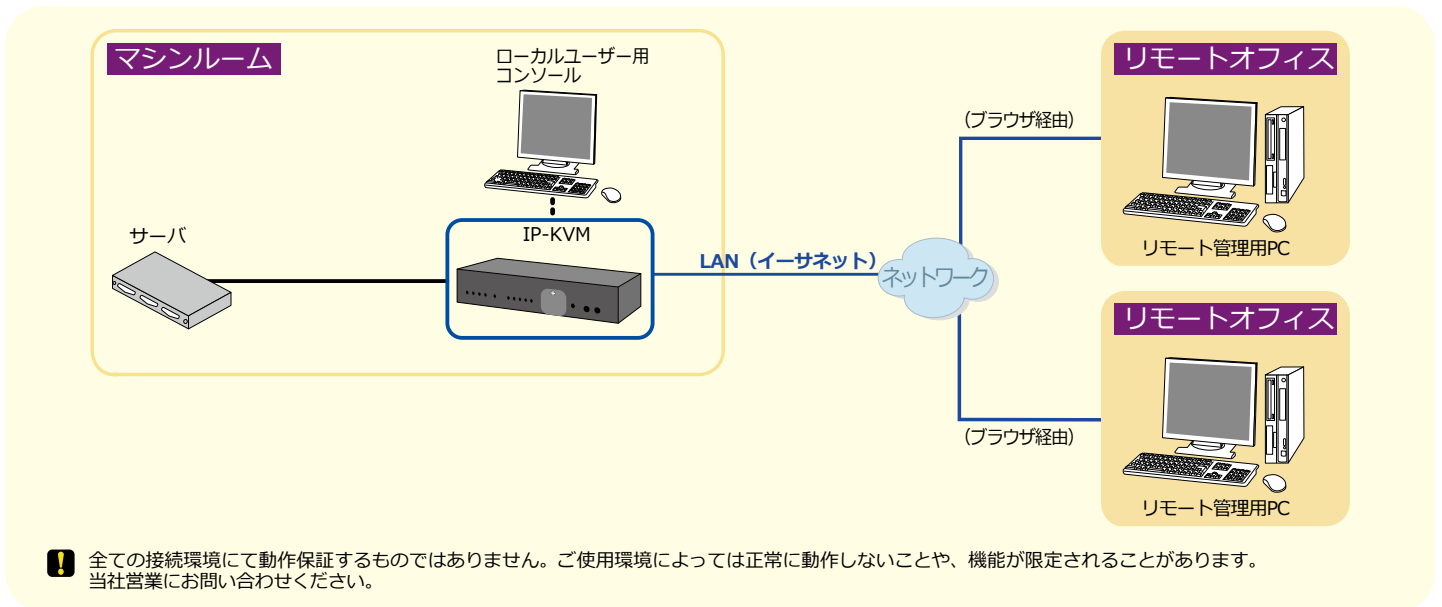 マシンルーム
ローカルユーザー用
コンソール
サーバ
IP-KVM
LAN（イーサネット）
ネットワーク
（ブラウザ経由）
リモートオフィス
リモート管理用PC
（ブラウザ経由）
リモートオフィス
リモート管理用PC
全ての接続環境にて動作保証するものではありません。ご使用環境によっては正常に動作しないことや、機能が限定されることがあります。
当社営業にお問い合わせください。